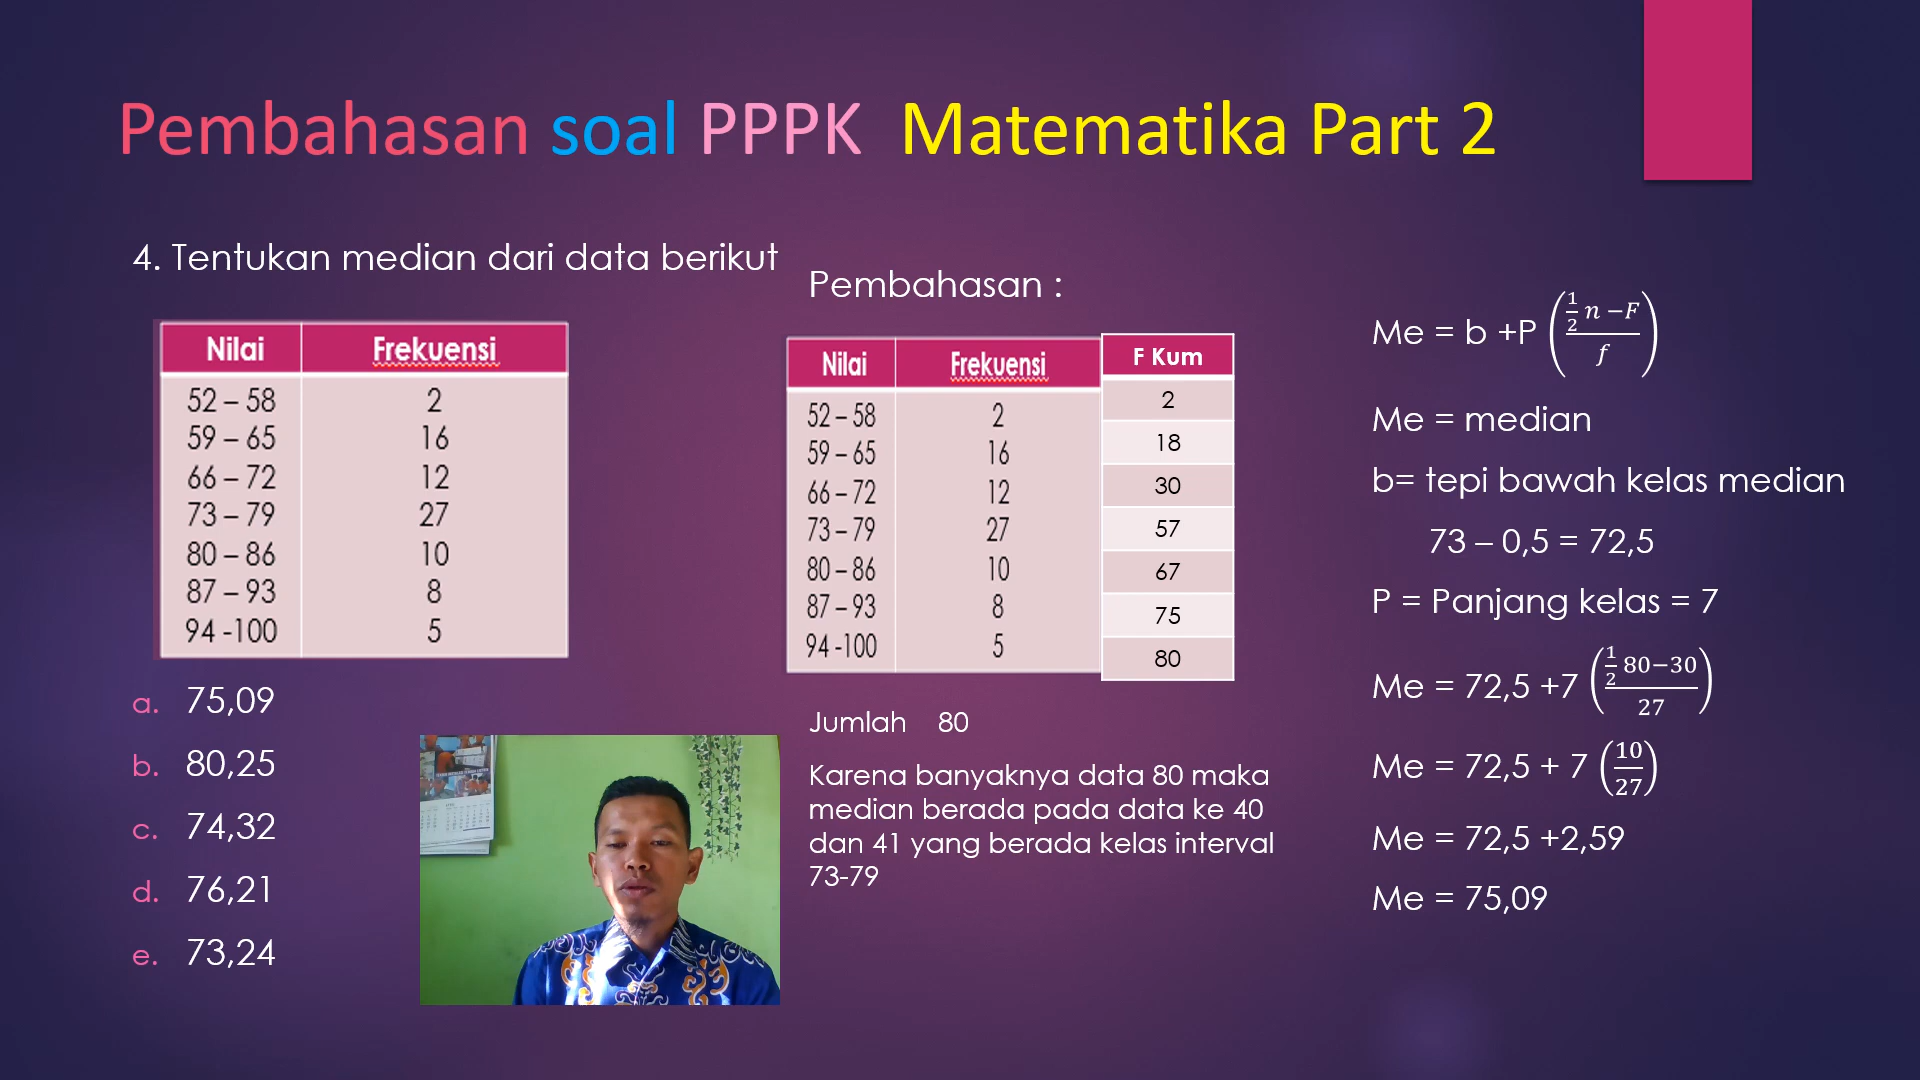 Pembahasan soal PPPK Matematika Part 2
4. Tentukan median dari data berikut
Nilai Frekuensi
52 – 58 2
59 – 65 16
66 – 72 12
73 – 79 27
80 – 86 10
87 – 93 8
94 -100 5
a. 75,09
b. 80,25
c. 74,32
d. 76,21
e. 73,24
Pembahasan :
Nilai Frekuensi F Kum
52 – 58 2 2
59 – 65 16 18
66 – 72 12 30
73 – 79 27 57
80 – 86 10 67
87 – 93 8 75
94 -100 5 80
Jumlah 80
Karena banyaknya data 80 maka
median berada pada data ke 40
dan 41 yang berada kelas interval
73-79
Me = b +P ((1/2 n – F)/f)
Me = median
b= tepi bawah kelas median
73 – 0,5 = 72,5
P = Panjang kelas = 7
Me = 72,5 +7 ((1/2 80–30)/27)
Me = 72,5 + 7 (10/27)
Me = 72,5 +2,59
Me = 75,09